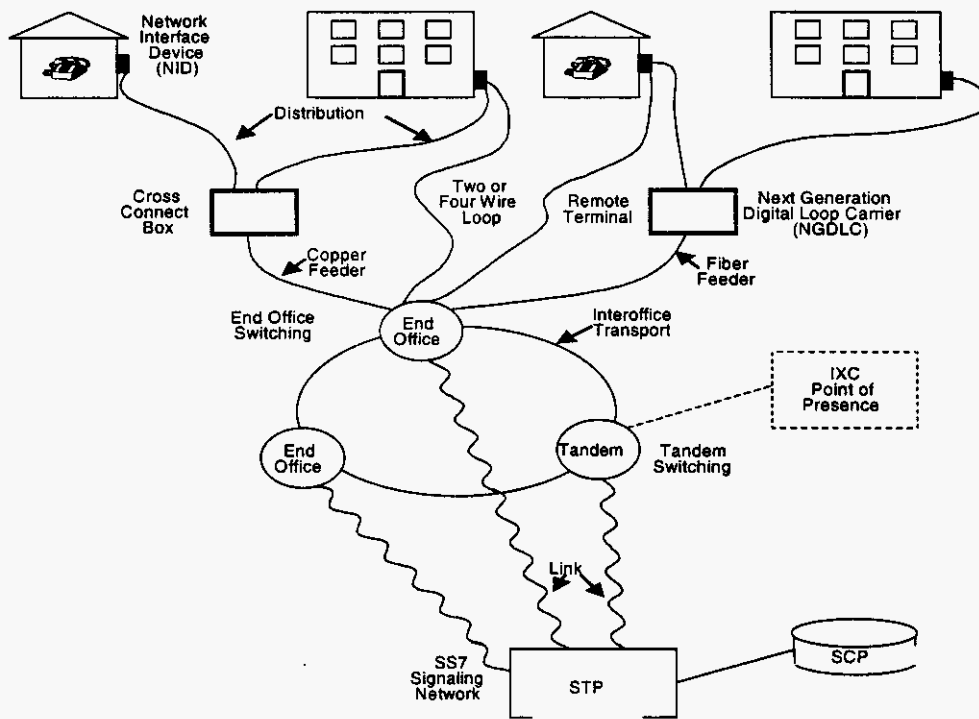 Network
Interface
Device
(NID)
Distribution
Cross
Connect
Box
Two or
Four Wire
Loop
Remote
Terminal
Next Generation
Digital Loop Carrier
(NGDLC)
Copper
Feeder
Fiber
Feeder
End Office
Switching
End
Office
Interoffice
Transport
IXC
Point of
Presence
End
Office
Tandem
Tandem
Switching
Link
SS7
Signaling
Network
STP
SCP